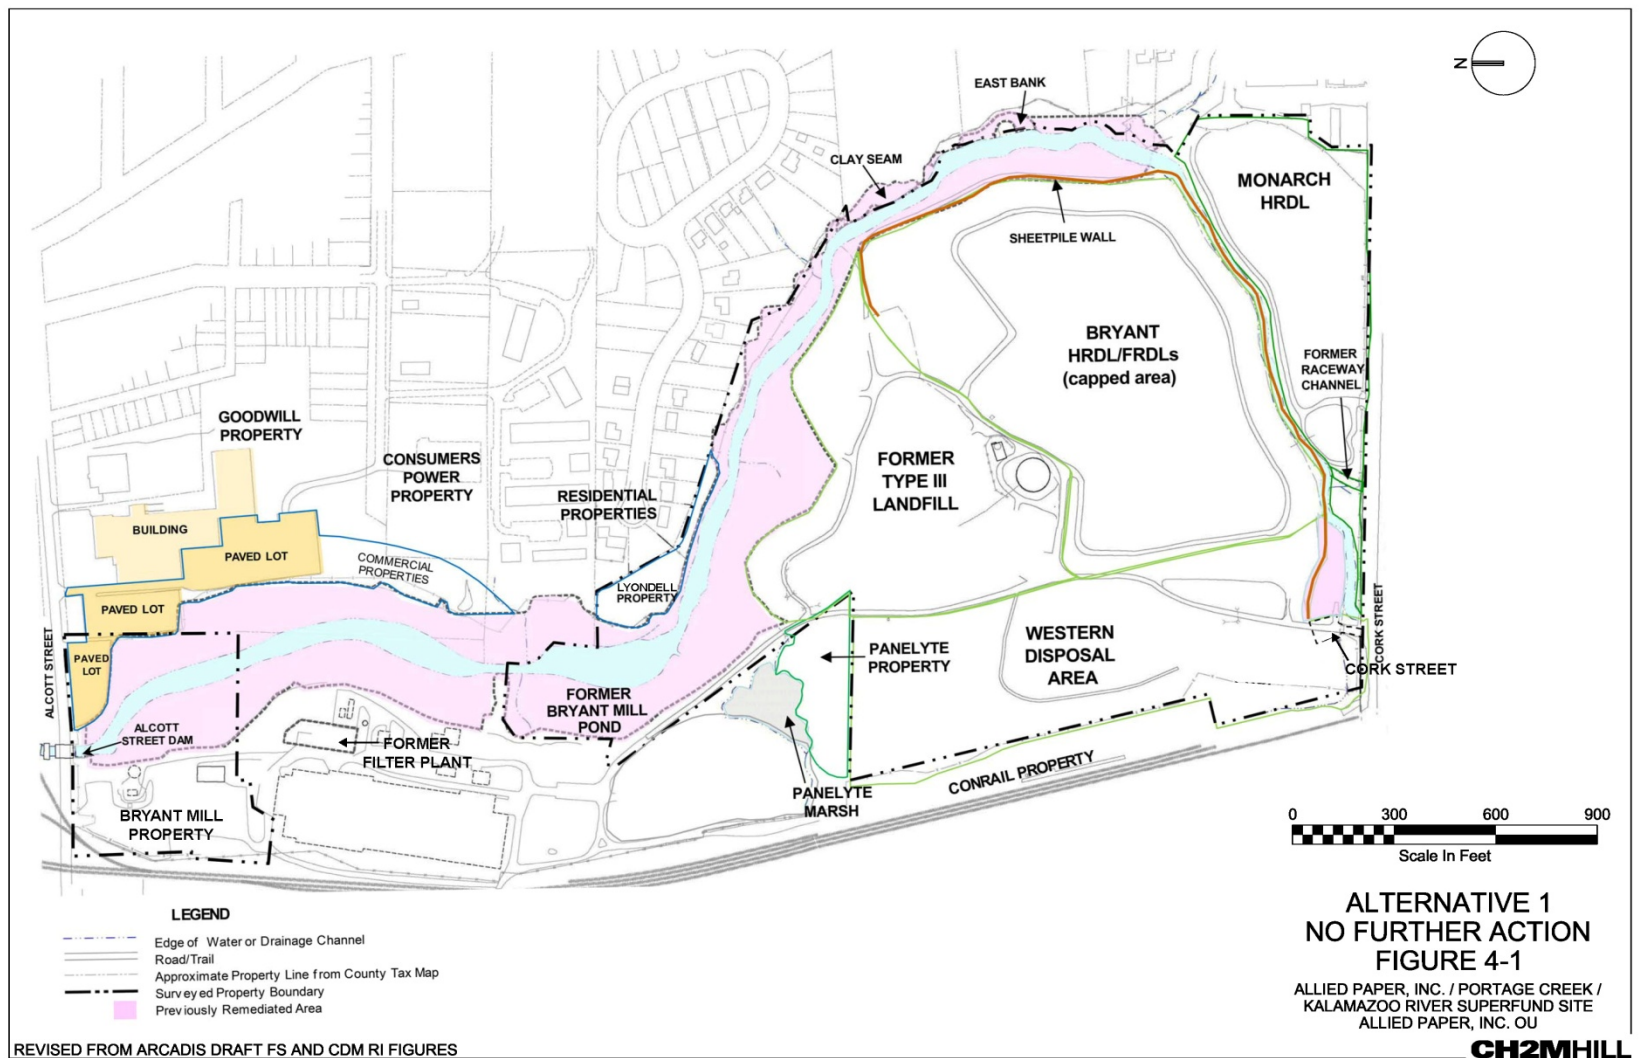 N
EAST BANK
CLAY SEAM
MONARCH
HRDL
SHEETPILE WALL
BRYANT
HRDL/FRDLs
(capped area)
FORMER
RACEWAY
CHANNEL
GOODWILL
PROPERTY
CONSUMERS
POWER
PROPERTY
FORMER
TYPE III
LANDFILL
RESIDENTIAL
PROPERTIES
BUILDING
PAVED LOT
COMMERCIAL
PROPERTIES
LYONDELL
PROPERTY
PAVED LOT
PAVED
LOT
ALCOTT STREET
CORK STREET
WESTERN
DISPOSAL
AREA
PANELYTE
PROPERTY
CORK STREET
FORMER
BRYANT MILL
POND
ALCOTT
STREET DAM
FORMER
FILTER PLANT
CONRAIL PROPERTY
PANELYTE
MARSH
BRYANT MILL
PROPERTY
0 300 600 900
Scale In Feet
LEGEND
Edge of Water or Drainage Channel
Road/Trail
Approximate Property Line from County Tax Map
Surveyed Property Boundary
Previously Remediated Area
ALTERNATIVE 1
NO FURTHER ACTION
FIGURE 4-1
ALLIED PAPER, INC. / PORTAGE CREEK /
KALAMAZOO RIVER SUPERFUND SITE
ALLIED PAPER, INC. OU
REVISED FROM ARCADIS DRAFT FS AND CDM RI FIGURES
CH2MHILL